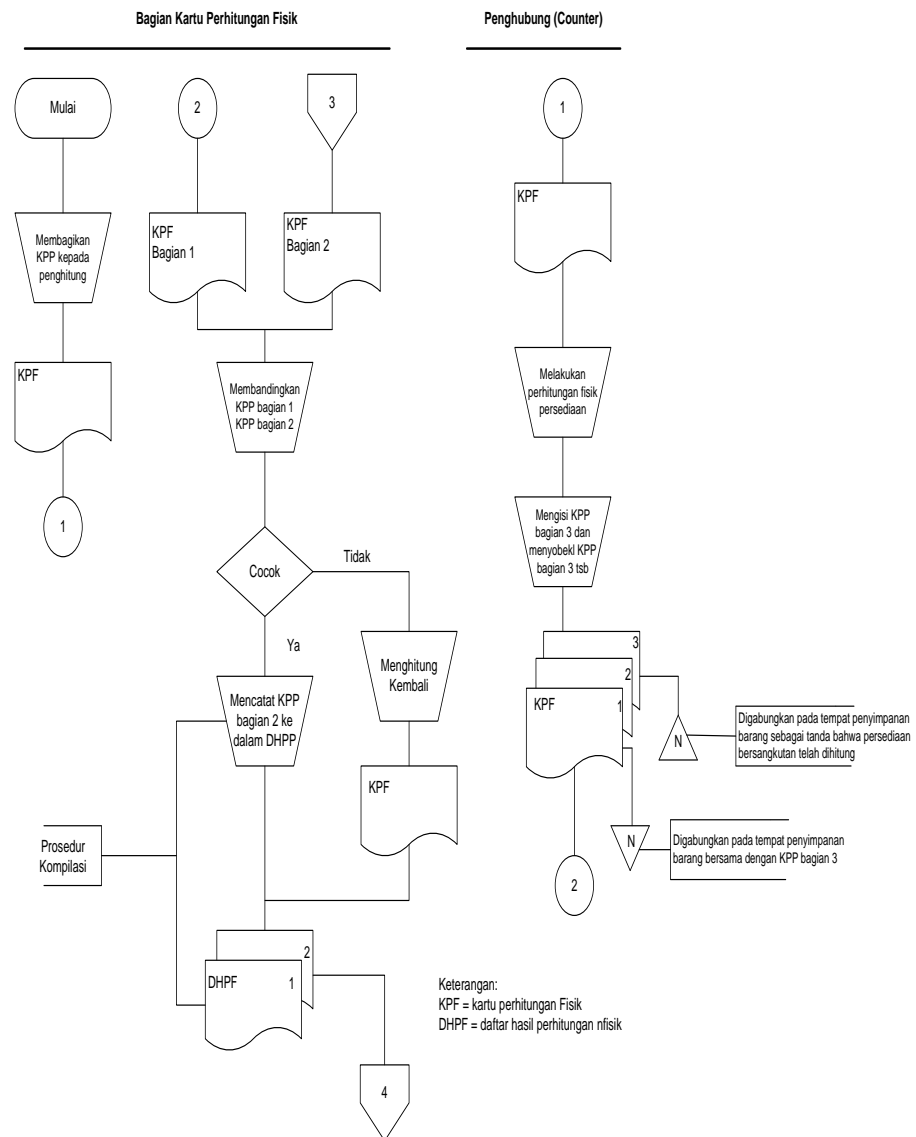 Bagian Kartu Perhitungan Fisik
Penghubung (Counter)
Mulai
2
3
1
Membagikan
KPP kepada
penghitung
KPF
Bagian 1
KPF
Bagian 2
KPF
KPF
Membandingkan
KPP bagian 1
KPP bagian 2
Melakukan
perhitungan fisik
persediaan
1
Mengisi KPP
bagian 3 dan
menyobekl KPP
bagian 3 tsb
Cocok
Tidak
Ya
Mencatat KPP
bagian 2 ke
dalam DHPP
Menghitung
Kembali
KPF
3
2
KPF 1
N
Digabungkan pada tempat penyimpanan
barang sebagai tanda bahwa persediaan
bersangkutan telah dihitung
N
Digabungkan pada tempat penyimpanan
barang bersama dengan KPP bagian 3
2
Prosedur
Kompilasi
2
DHPF 1
4
Keterangan:
KPF = kartu perhitungan Fisik
DHPF = daftar hasil perhitungan nfisik